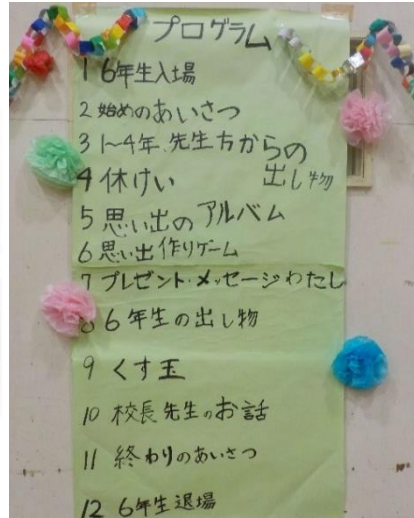 プログラム
1 6年生入場
2 始めのあいさつ
3 1~4年.先生方からの
出し物
4 休けい
5 思い出のアルバム
6 思い出作りゲーム
7 プレゼント・メッセージわたし
8 6年生の出し物
9 くす玉
10 校長先生のお話
11 終わりのあいさつ
12 6年生退場